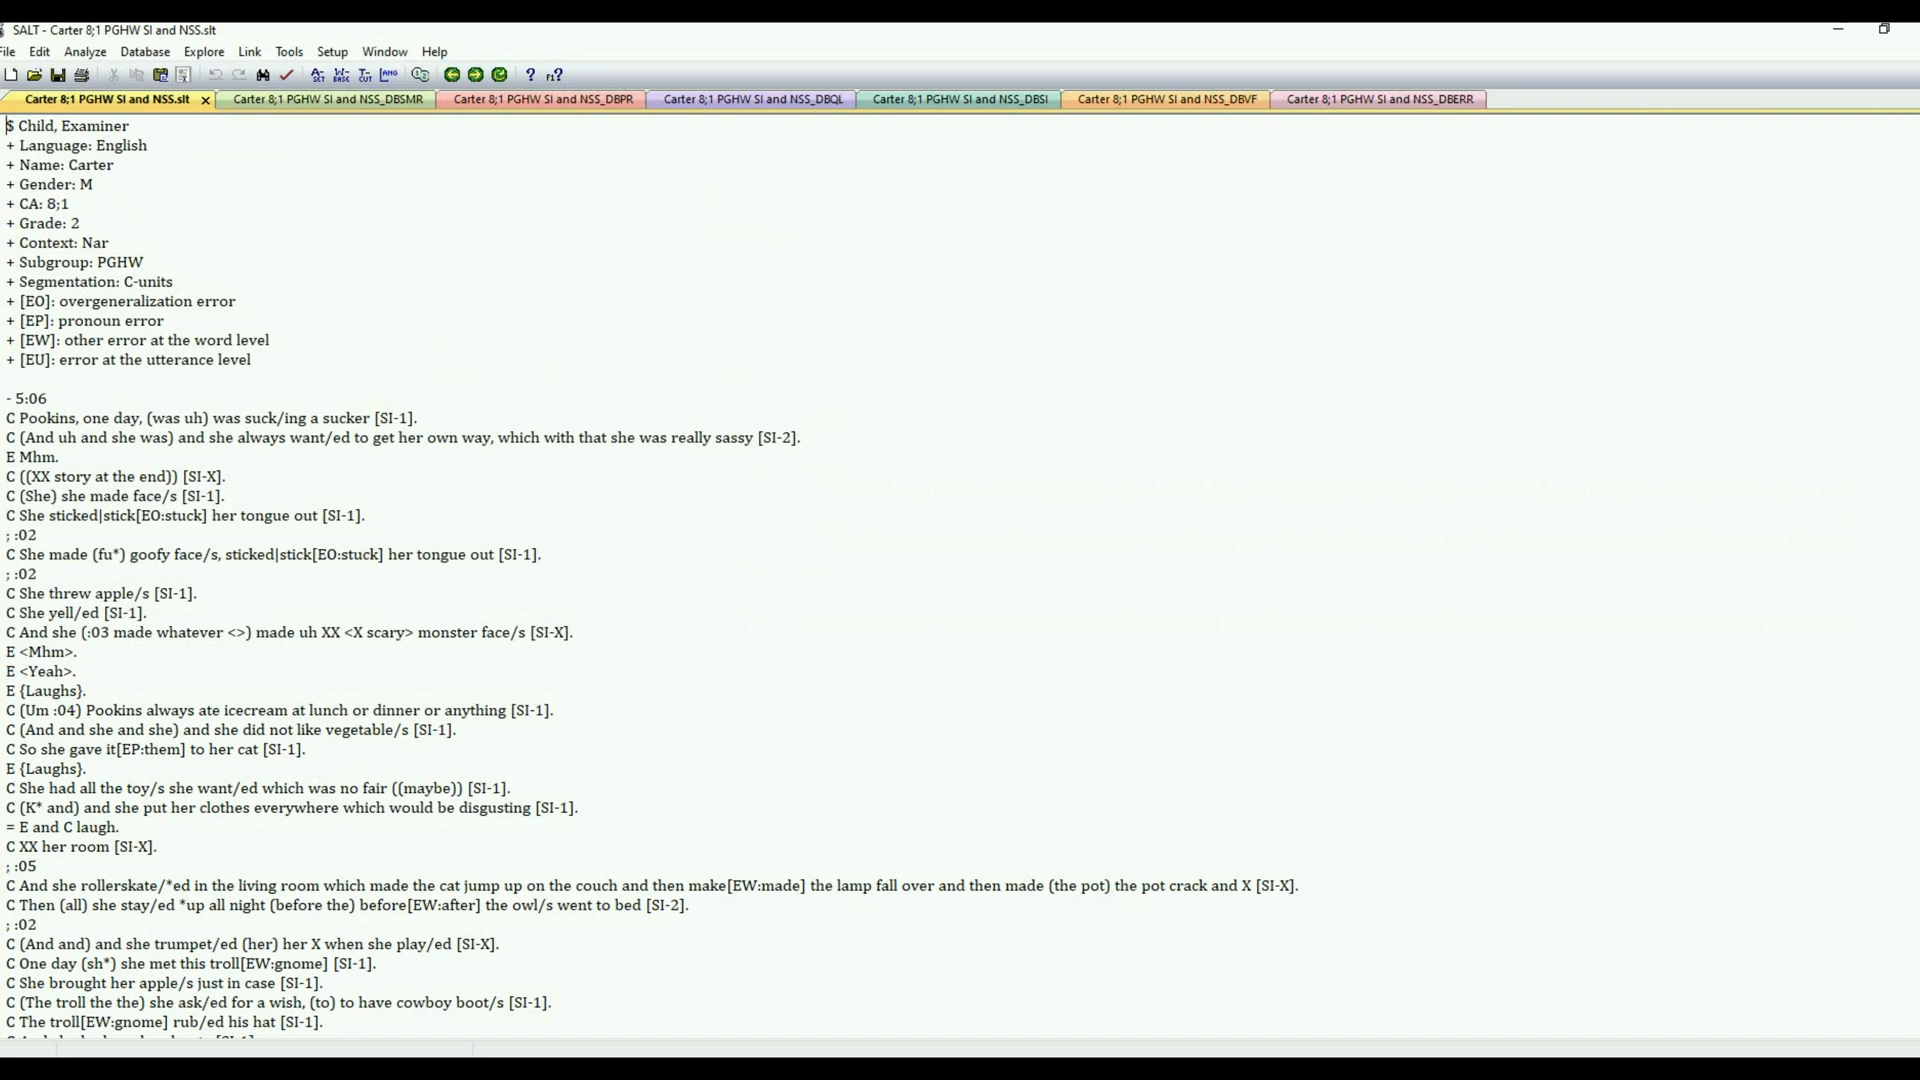 SALT - Carter 8;1 PGHW SI and NSS.slt
File Edit Analyze Database Explore Link Tools Setup Window Help
Carter 8;1 PGHW SI and NSS.slt Carter 8;1 PGHW SI and NSS_DBSMR Carter 8;1 PGHW SI and NSS_DBPR Carter 8;1 PGHW SI and NSS_DBQL Carter 8;1 PGHW SI and NSS_DBSI Carter 8;1 PGHW SI and NSS_DBVF Carter 8;1 PGHW SI and NSS_DBERR
$ Child, Examiner
+ Language: English
+ Name: Carter
+ Gender: M
+ CA: 8;1
+ Grade: 2
+ Context: Nar
+ Subgroup: PGHW
+ Segmentation: C-units
+ [EO]: overgeneralization error
+ [EP]: pronoun error
+ [EW]: other error at the word level
+ [EU]: error at the utterance level
- 5:06
C Pookins, one day, (was uh) was suck/ing a sucker [SI-1].
C (And uh and she was) and she always want/ed to get her own way, which with that she was really sassy [SI-2].
E Mhm.
C ((XX story at the end)) [SI-X].
C (She) she made face/s [SI-1].
C She sticked|stick[EO:stuck] her tongue out [SI-1].
; :02
C She made (fu*) goofy face/s, sticked|stick[EO:stuck] her tongue out [SI-1].
; :02
C She threw apple/s [SI-1].
C She yell/ed [SI-1].
C And she (:03 made whatever <>) made uh XX <X scary> monster face/s [SI-X].
E <Mhm>.
E <Yeah>.
E {Laughs}.
C (Um :04) Pookins always ate icecream at lunch or dinner or anything [SI-1].
C (And and she and she) and she did not like vegetable/s [SI-1].
C So she gave it[EP:them] to her cat [SI-1].
E {Laughs}.
C She had all the toy/s she want/ed which was no fair ((maybe)) [SI-1].
C (K* and) and she put her clothes everywhere which would be disgusting [SI-1].
= E and C laugh.
C XX her room [SI-X].
; :05
C And she rollerskate/*ed in the living room which made the cat jump up on the couch and then make[EW:made] the lamp fall over and then made (the pot) the pot crack and X [SI-X].
C Then (all) she stay/ed *up all night (before the) before[EW:after] the owl/s went to bed [SI-2].
; :02
C (And and) and she trumpet/ed (her) her X when she play/ed [SI-X].
C One day (sh*) she met this troll[EW:gnome] [SI-1].
C She brought her apple/s just in case [SI-1].
C (The troll the the) she ask/ed for a wish, (to) to have cowboy boot/s [SI-1].
C The troll[EW:gnome] rub/ed his hat [SI-1].